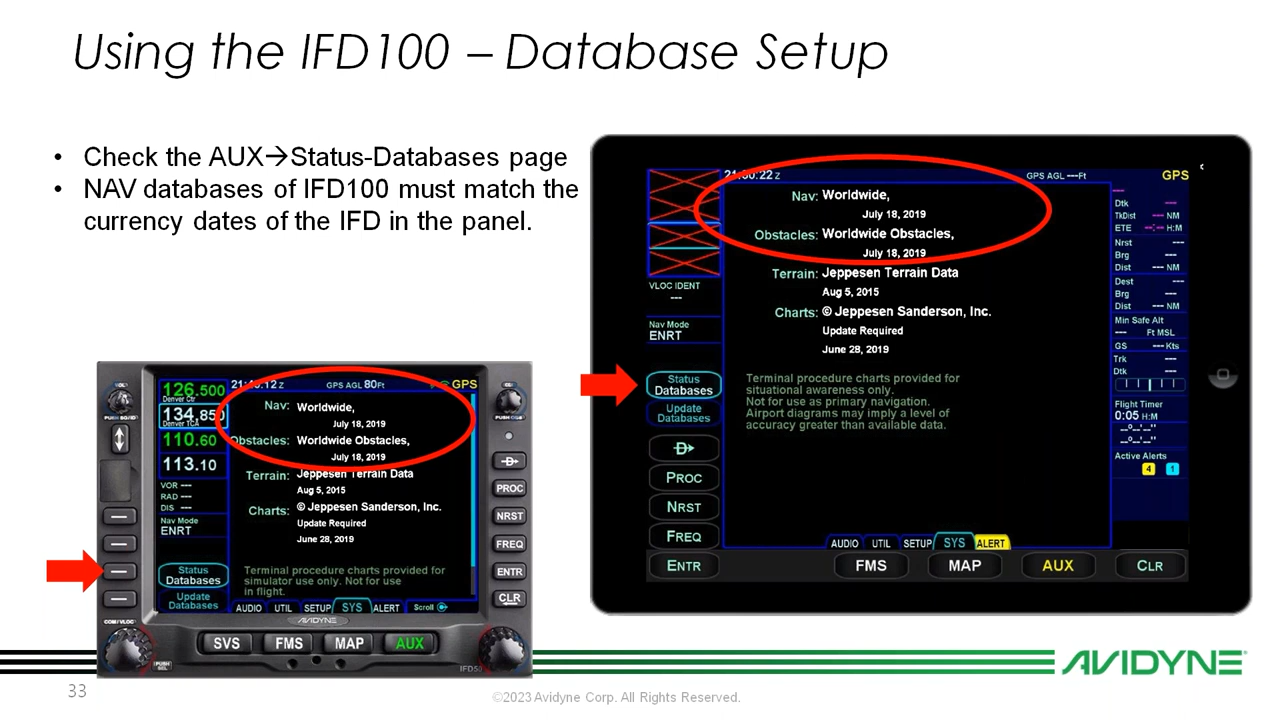 Using the IFD100 – Database Setup
• Check the AUX→Status-Databases page
• NAV databases of IFD100 must match the
currency dates of the IFD in the panel.
126.500
Denver Ctr
134.850
Denver TCA
110.60
113.10
VOR ---
RAD ---
DIS ---
Nav Mode
ENRT
Status
Databases
Update
Databases
GPS AGL 80Ft
GPS
Nav: Worldwide,
July 18, 2019
Obstacles: Worldwide Obstacles,
July 18, 2019
Terrain: Jeppesen Terrain Data
Aug 5, 2015
Charts: © Jeppesen Sanderson, Inc.
Update Required
June 28, 2019
Terminal procedure charts provided for
simulator use only. Not for use
in flight.
AUDIO UTIL SETUP SYS ALERT Scroll
PROC
NRST
FREQ
ENTR
CLR
COM/VLOC
PUSH SEL
AVIDYNE
SVS FMS MAP AUX
GPS AGL ---Ft
GPS
VLOC IDENT
---
Nav Mode
ENRT
Status
Databases
Update
Databases
PROC
NRST
FREQ
ENTR
Nav: Worldwide,
July 18, 2019
Obstacles: Worldwide Obstacles,
July 18, 2019
Terrain: Jeppesen Terrain Data
Aug 5, 2015
Charts: © Jeppesen Sanderson, Inc.
Update Required
June 28, 2019
Terminal procedure charts provided for
situational awareness only.
Not for use as primary navigation.
Airport diagrams may imply a level of
accuracy greater than available data.
AUDIO UTIL SETUP SYS ALERT
FMS MAP AUX CLR
---
Dtk ---
TkDist --- NM
ETE --:-- H:M
Nrst ---
Brg ---
Dist --- NM
Dest ---
Brg ---
Dist --- NM
Min Safe Alt
--- Ft MSL
GS --- Kts
Trk ---
Dtk ---
Flight Timer
0:05 H:M
--°--'--''
--°--'--''
Active Alerts
4 1
33
©2023 Avidyne Corp. All Rights Reserved.
AVIDYNE